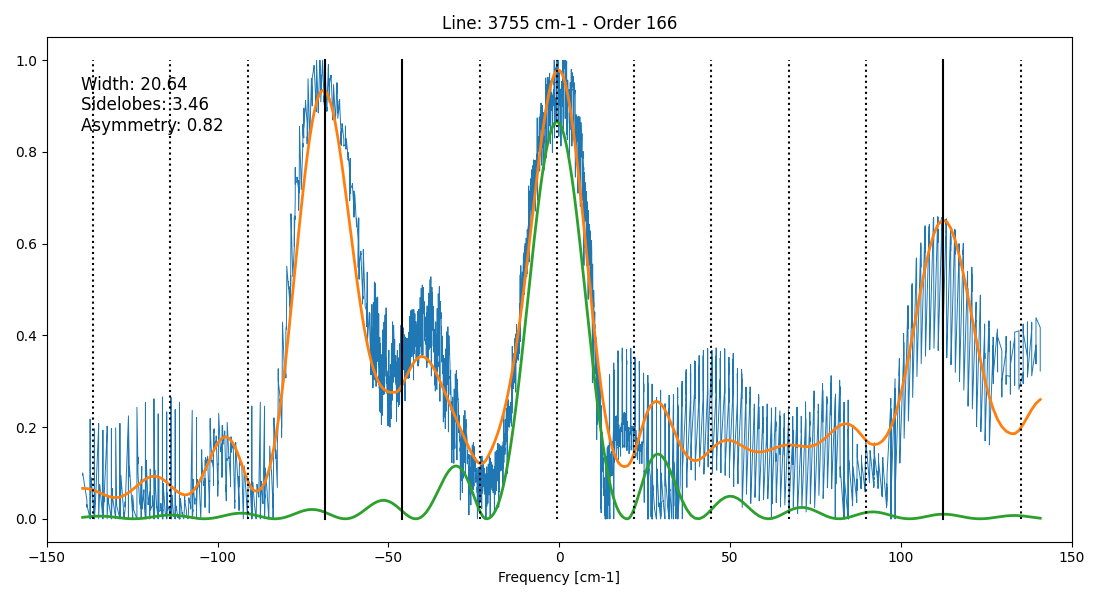 Line: 3755 cm-1 - Order 166
Width: 20.64
Sidelobes: 3.46
Asymmetry: 0.82
1.0
0.8
0.6
0.4
0.2
0.0
−150
−100
−50
0
50
100
150
Frequency [cm-1]